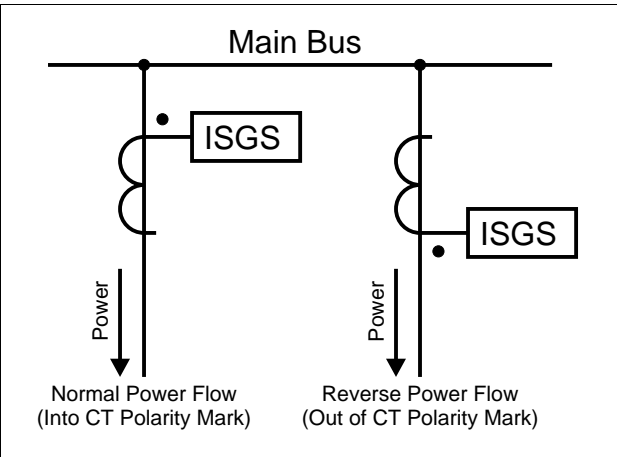 Main Bus
ISGS
ISGS
Power
Power
Normal Power Flow
(Into CT Polarity Mark)
Reverse Power Flow
(Out of CT Polarity Mark)